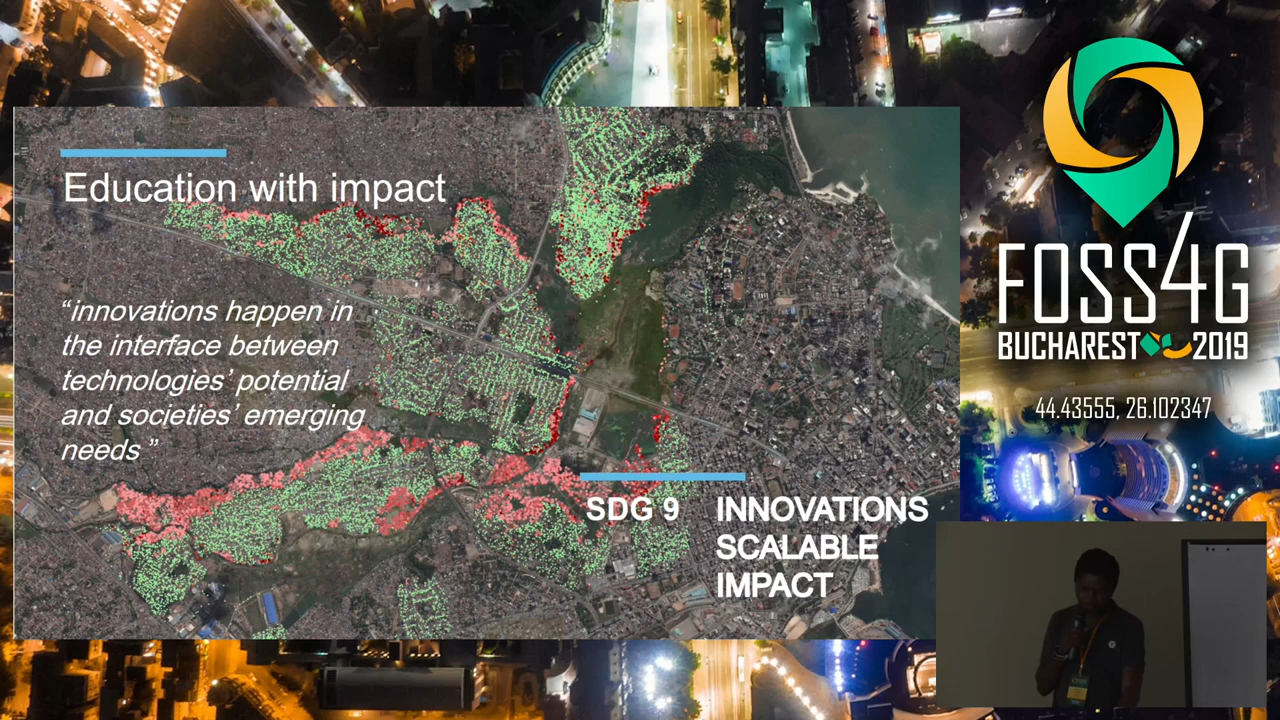 Education with impact
“innovations happen in
the interface between
technologies’ potential
and societies’ emerging
needs”
SDG 9
INNOVATIONS
SCALABLE
IMPACT
FOSS4G
BUCHAREST 2019
44.43555, 26.102347